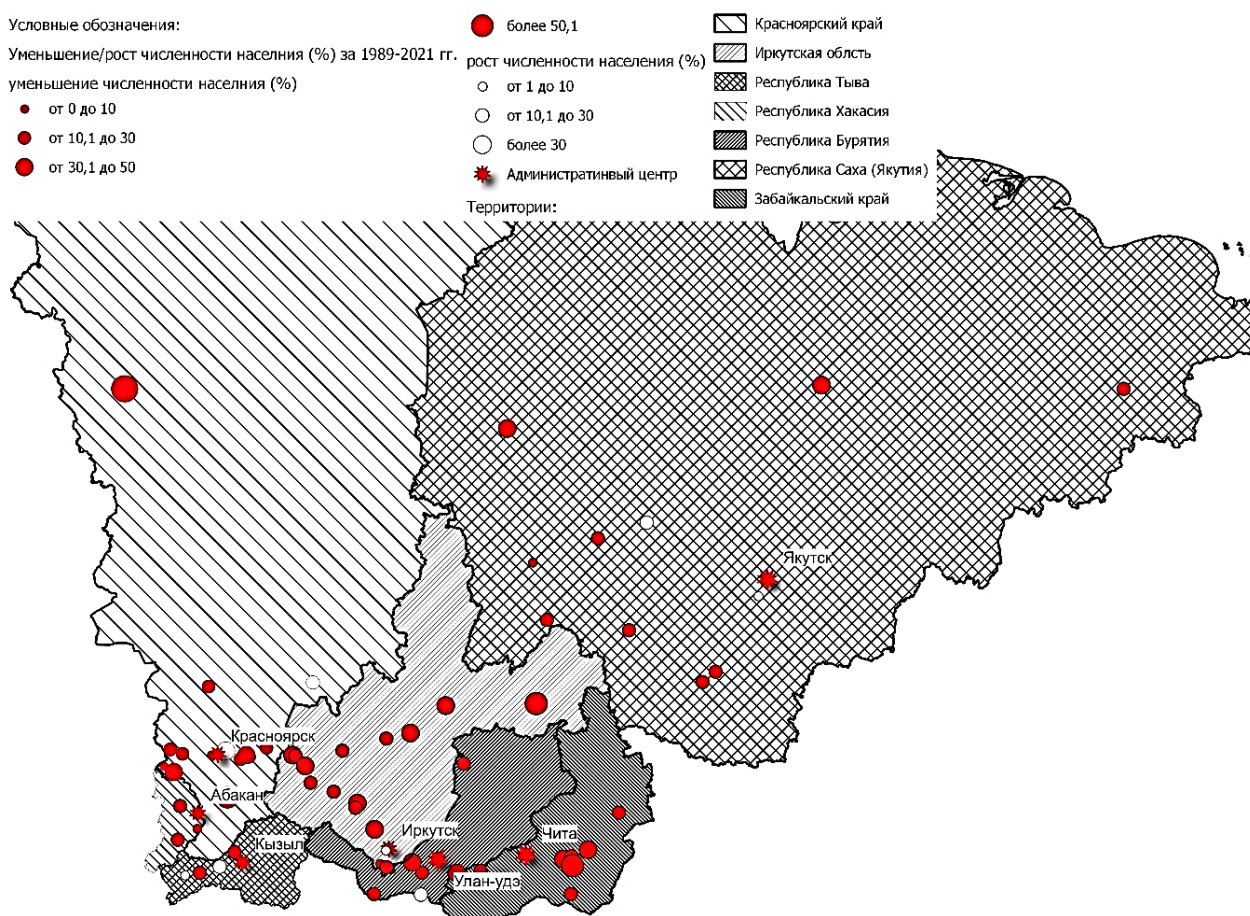 Условные обозначения:
Уменьшение/рост численности населния (%) за 1989-2021 гг.
уменьшение численности населния (%)
от 0 до 10
от 10,1 до 30
от 30,1 до 50
более 50,1
рост численности населения (%)
от 1 до 10
от 10,1 до 30
более 30
Административный центр
Территории:
Красноярский край
Иркутская облсть
Республика Тыва
Республика Хакасия
Республика Бурятия
Республика Саха (Якутия)
Забайкальский край
Якутск
Красноярск
Абакан
Кызыл
Иркутск
Чита
Улан-удэ